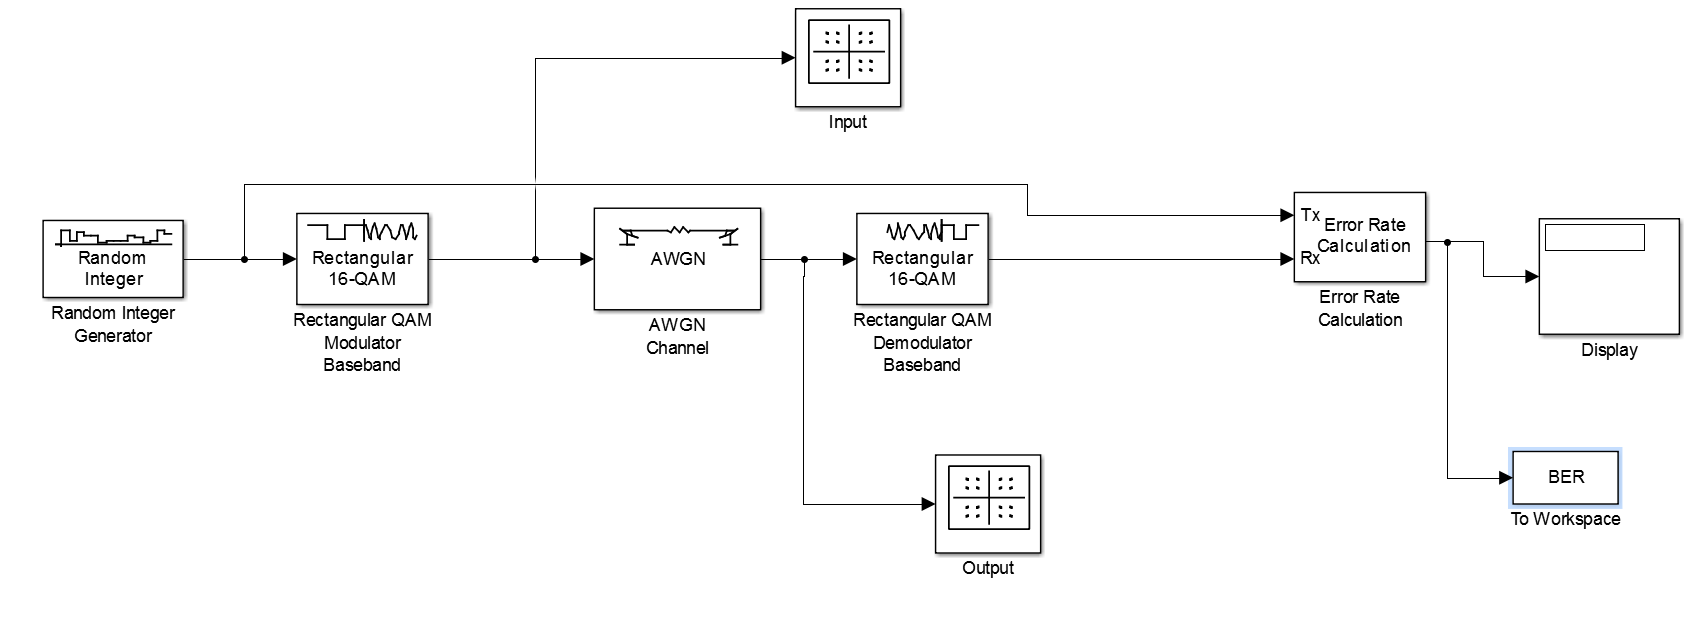 Input
Random
Integer
Random Integer
Generator
Rectangular
16-QAM
Rectangular QAM
Modulator
Baseband
AWGN
AWGN
Channel
Rectangular
16-QAM
Rectangular QAM
Demodulator
Baseband
Tx
Rx
Error Rate
Calculation
Error Rate
Calculation
Display
BER
To Workspace
Output